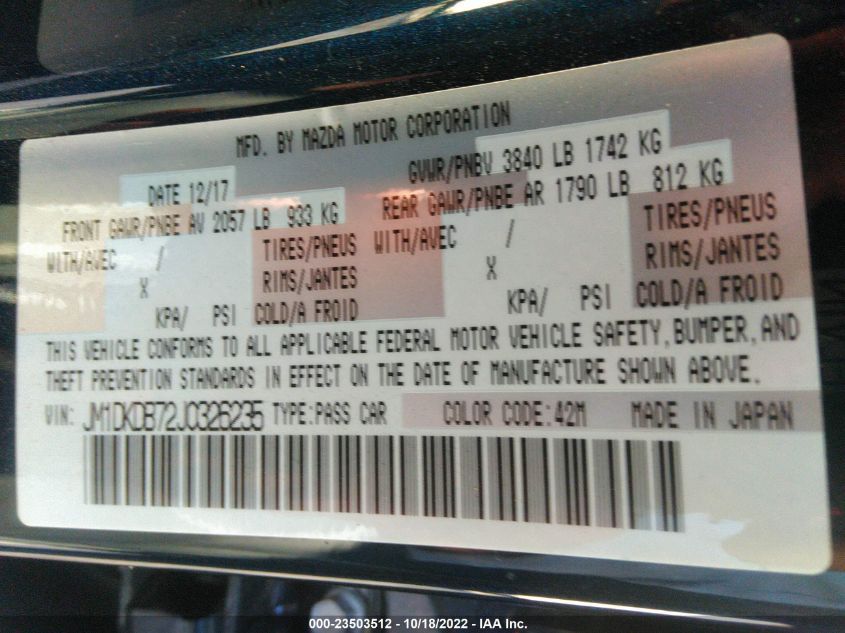 MFD. BY MAZDA MOTOR CORPORATION
DATE 12/17 GVWR/PNBV 3840 LB 1742 KG
FRONT GAWR/PNBE AV 2057 LB 933 KG REAR GAWR/PNBE AR 1790 LB 812 KG
WITH/AVEC / TIRES/PNEUS WITH/AVEC / TIRES/PNEUS
X RIMS/JANTES X RIMS/JANTES
KPA/ PSI COLD/A FROID KPA/ PSI COLD/A FROID
THIS VEHICLE CONFORMS TO ALL APPLICABLE FEDERAL MOTOR VEHICLE SAFETY, BUMPER, AND
THEFT PREVENTION STANDARDS IN EFFECT ON THE DATE OF MANUFACTURE SHOWN ABOVE.
VIN: JM1DKDB72J0326235 TYPE:PASS CAR COLOR CODE:42M MADE IN JAPAN
000-23503512 - 10/18/2022 - IAA Inc.